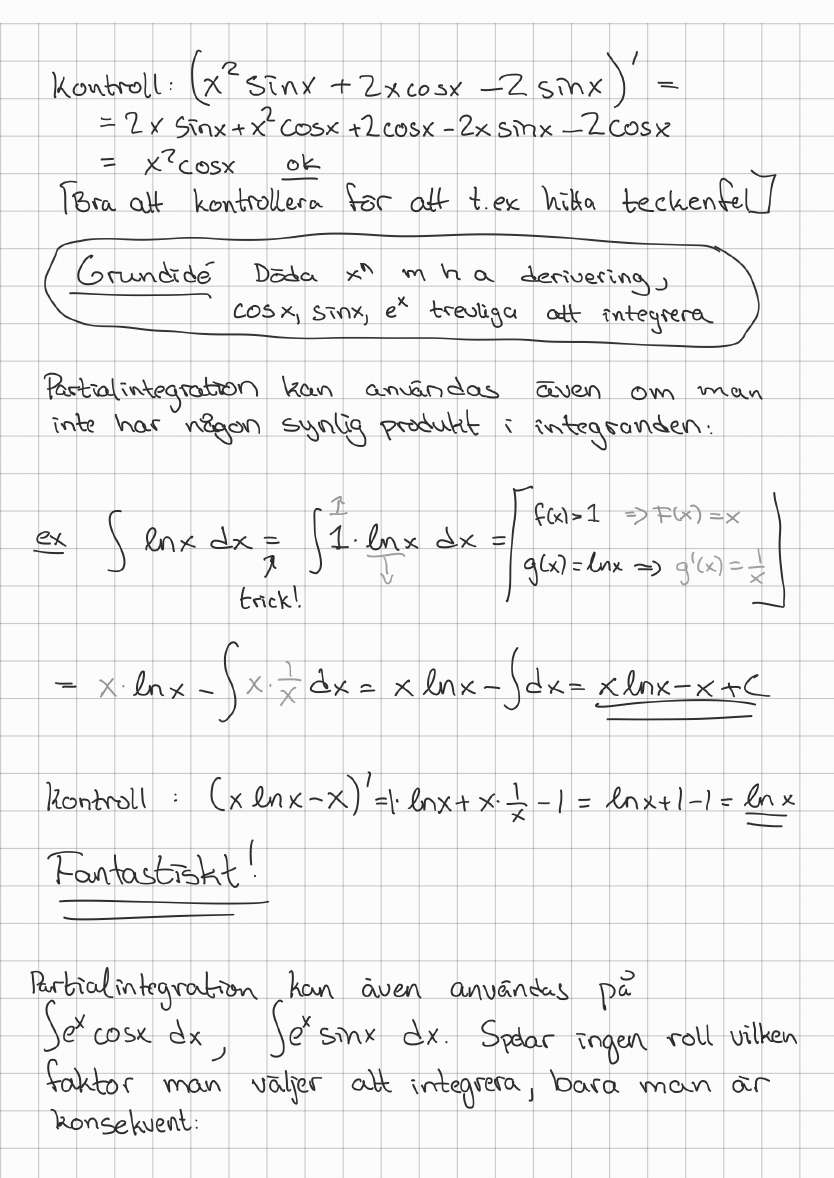 Kontroll: (x² sinx + 2x cosx – 2 sinx)' =
= 2x sinx + x² cosx + 2cosx - 2x sinx – 2cosx
= x² cosx ok
[Bra att kontrollera för att t.ex hitta teckenfel]
Grundidé Döda xⁿ m h a derivering,
cosx, sinx, eˣ trevliga att integrera
Partialintegration kan användas även om man
inte har någon synlig produkt i integranden:
ex ∫ lnx dx = ∫ 1 · lnx dx = [f(x)=1 => F(x)=x
↑ ↓
g(x)=lnx => g'(x)=1/x]
trick!
= x· lnx - ∫ x· 1/x dx = x lnx - ∫dx = x lnx - x + C
Kontroll : (x lnx - x)' = 1· lnx + x· 1/x - 1 = lnx + 1 - 1 = ln x
Fantastiskt!
Partialintegration kan även användas på
∫eˣ cosx dx, ∫eˣ sinx dx. Spelar ingen roll vilken
faktor man väljer att integrera, bara man är
konsekvent: